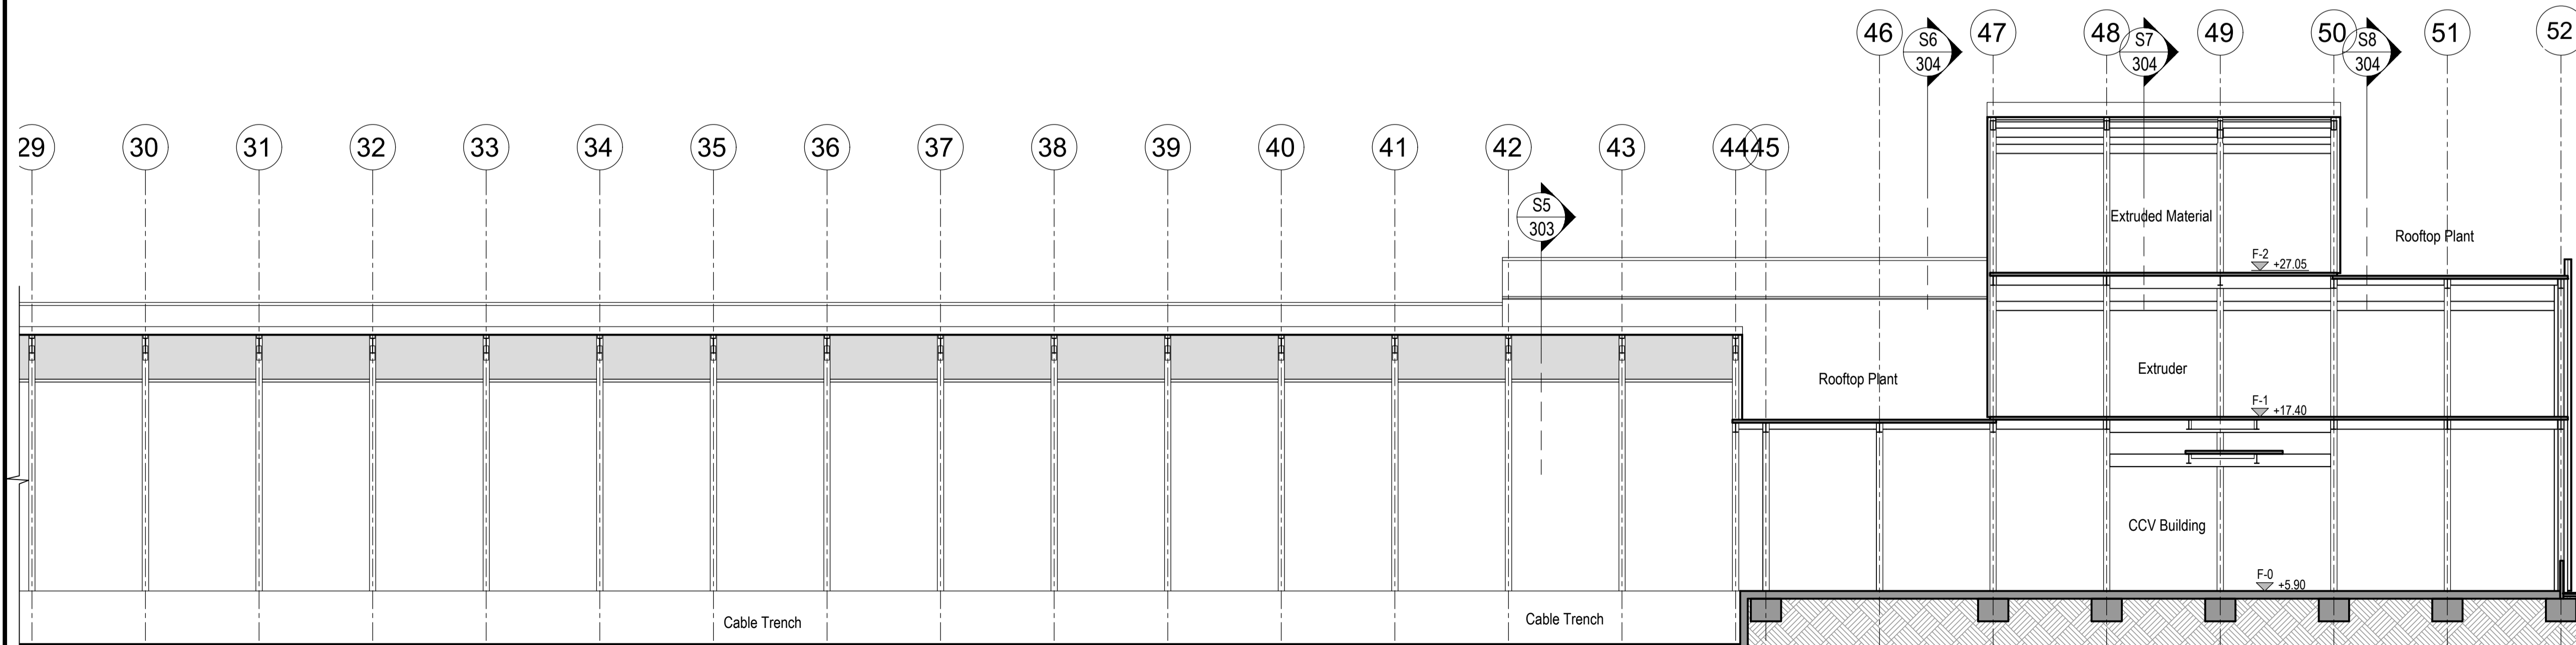 46
S6
304
47
48
S7
304
49
50
S8
304
51
52
29
30
31
32
33
34
35
36
37
38
39
40
41
42
43
44
45
S5
303
Extruded Material
Rooftop Plant
F-2
+27.05
Extruder
Rooftop Plant
F-1
+17.40
CCV Building
F-0
+5.90
Cable Trench
Cable Trench